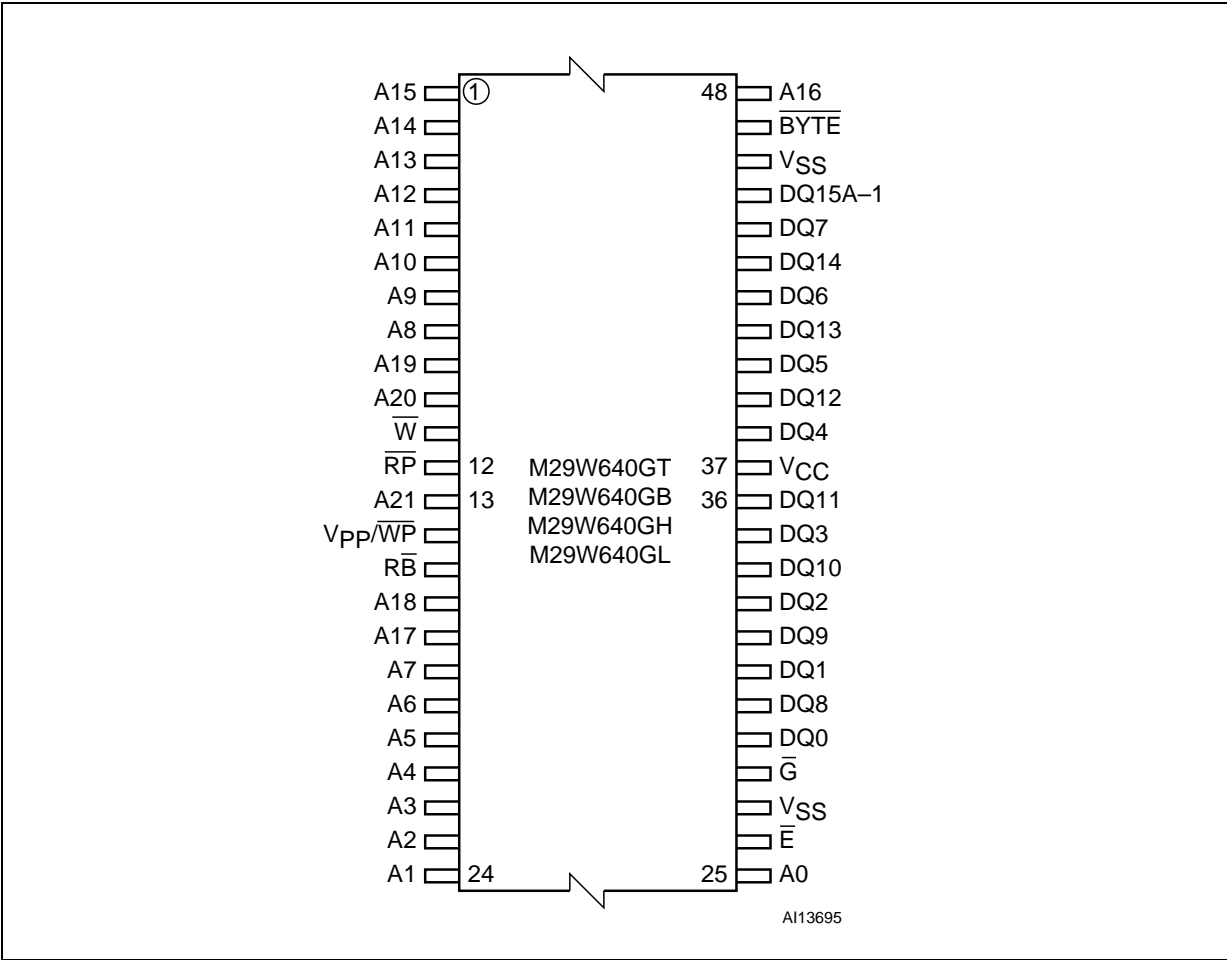 A15 ① 48 A16
A14 B̅Y̅T̅E̅
A13 VSS
A12 DQ15A–1
A11 DQ7
A10 DQ14
A9 DQ6
A8 DQ13
A19 DQ5
A20 DQ12
W̅ DQ4
R̅P̅ 12 M29W640GT 37 VCC
A21 13 M29W640GB 36 DQ11
VPP/W̅P̅ M29W640GH DQ3
RB̅ M29W640GL DQ10
A18 DQ2
A17 DQ9
A7 DQ1
A6 DQ8
A5 DQ0
A4 G̅
A3 VSS
A2 E̅
A1 24 25 A0
AI13695